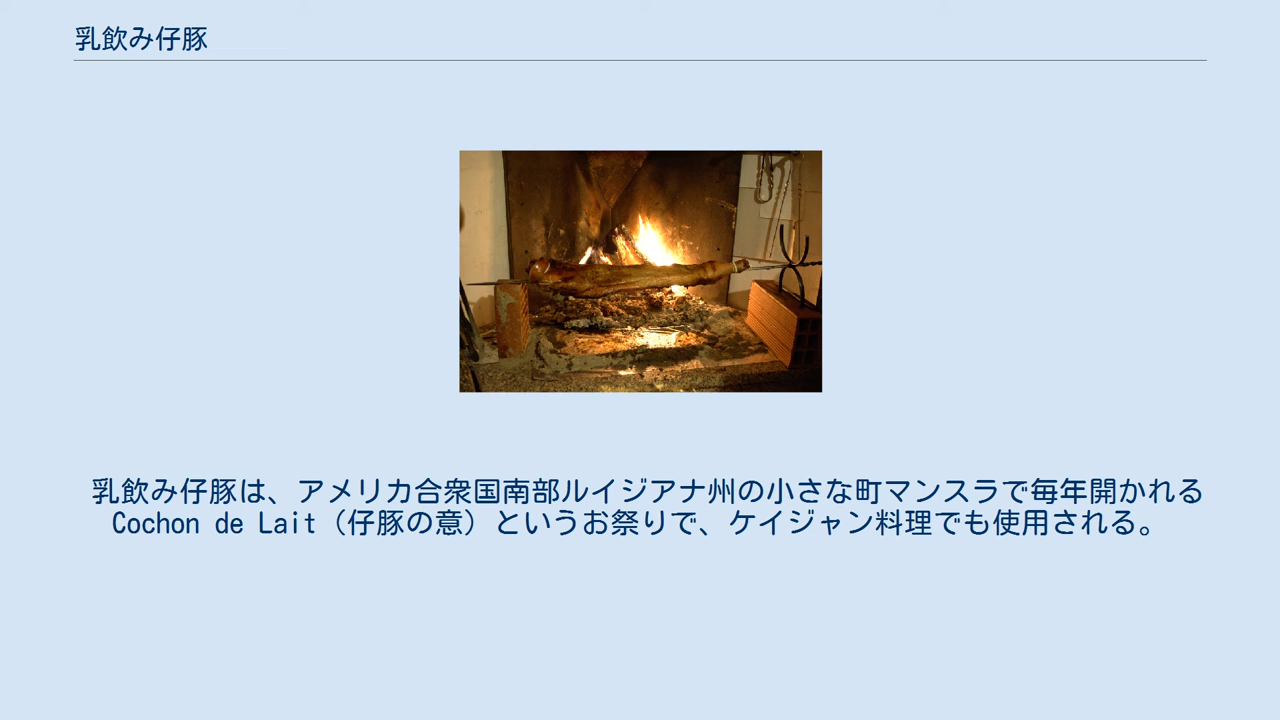 乳飲み仔豚
乳飲み仔豚は、アメリカ合衆国南部ルイジアナ州の小さな町マンスラで毎年開かれる
Cochon de Lait（仔豚の意）というお祭りで、ケイジャン料理でも使用される。